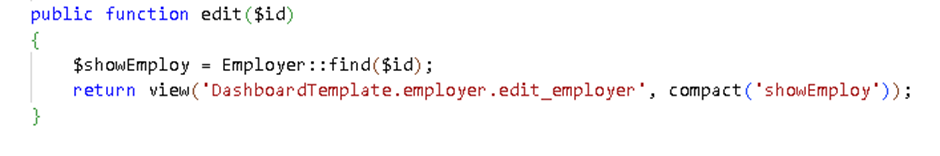 public function edit($id)
{
$showEmploy = Employer::find($id);
return view('DashboardTemplate.employer.edit_employer', compact('showEmploy'));
}